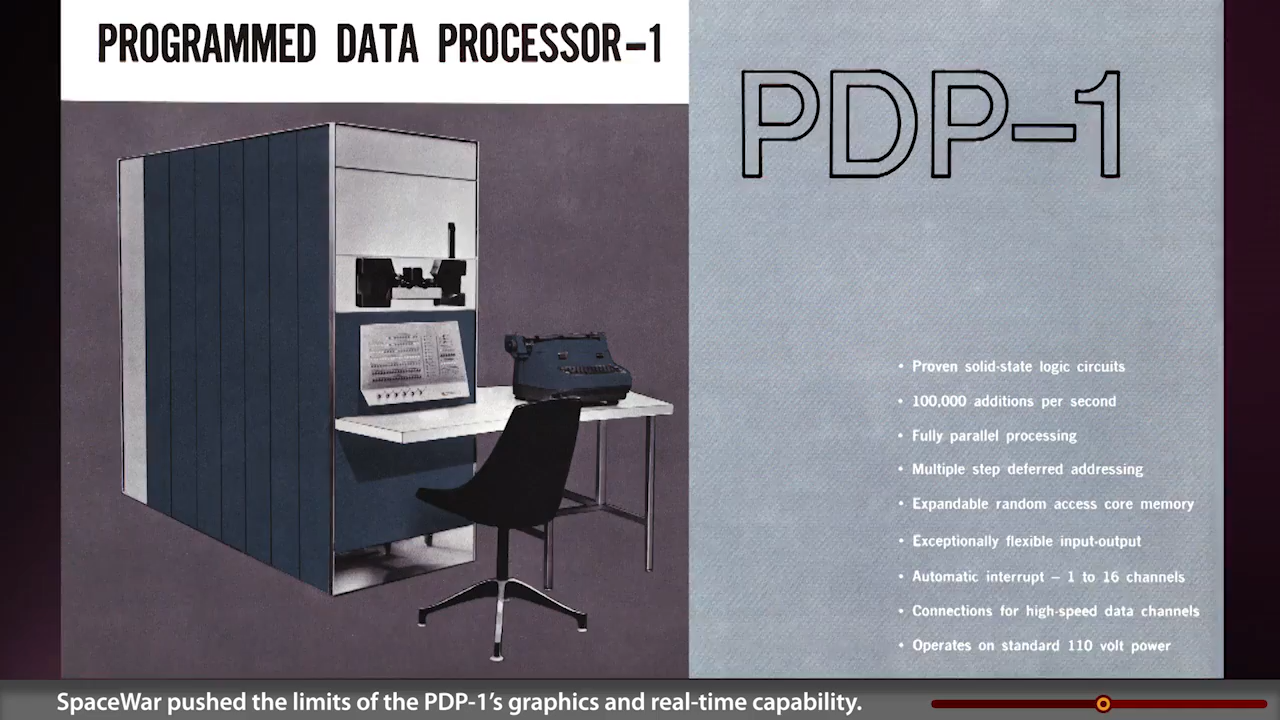 PROGRAMMED DATA PROCESSOR-1
PDP-1
• Proven solid-state logic circuits
• 100,000 additions per second
• Fully parallel processing
• Multiple step deferred addressing
• Expandable random access core memory
• Exceptionally flexible input-output
• Automatic interrupt – 1 to 16 channels
• Connections for high-speed data channels
• Operates on standard 110 volt power
SpaceWar pushed the limits of the PDP-1's graphics and real-time capability.